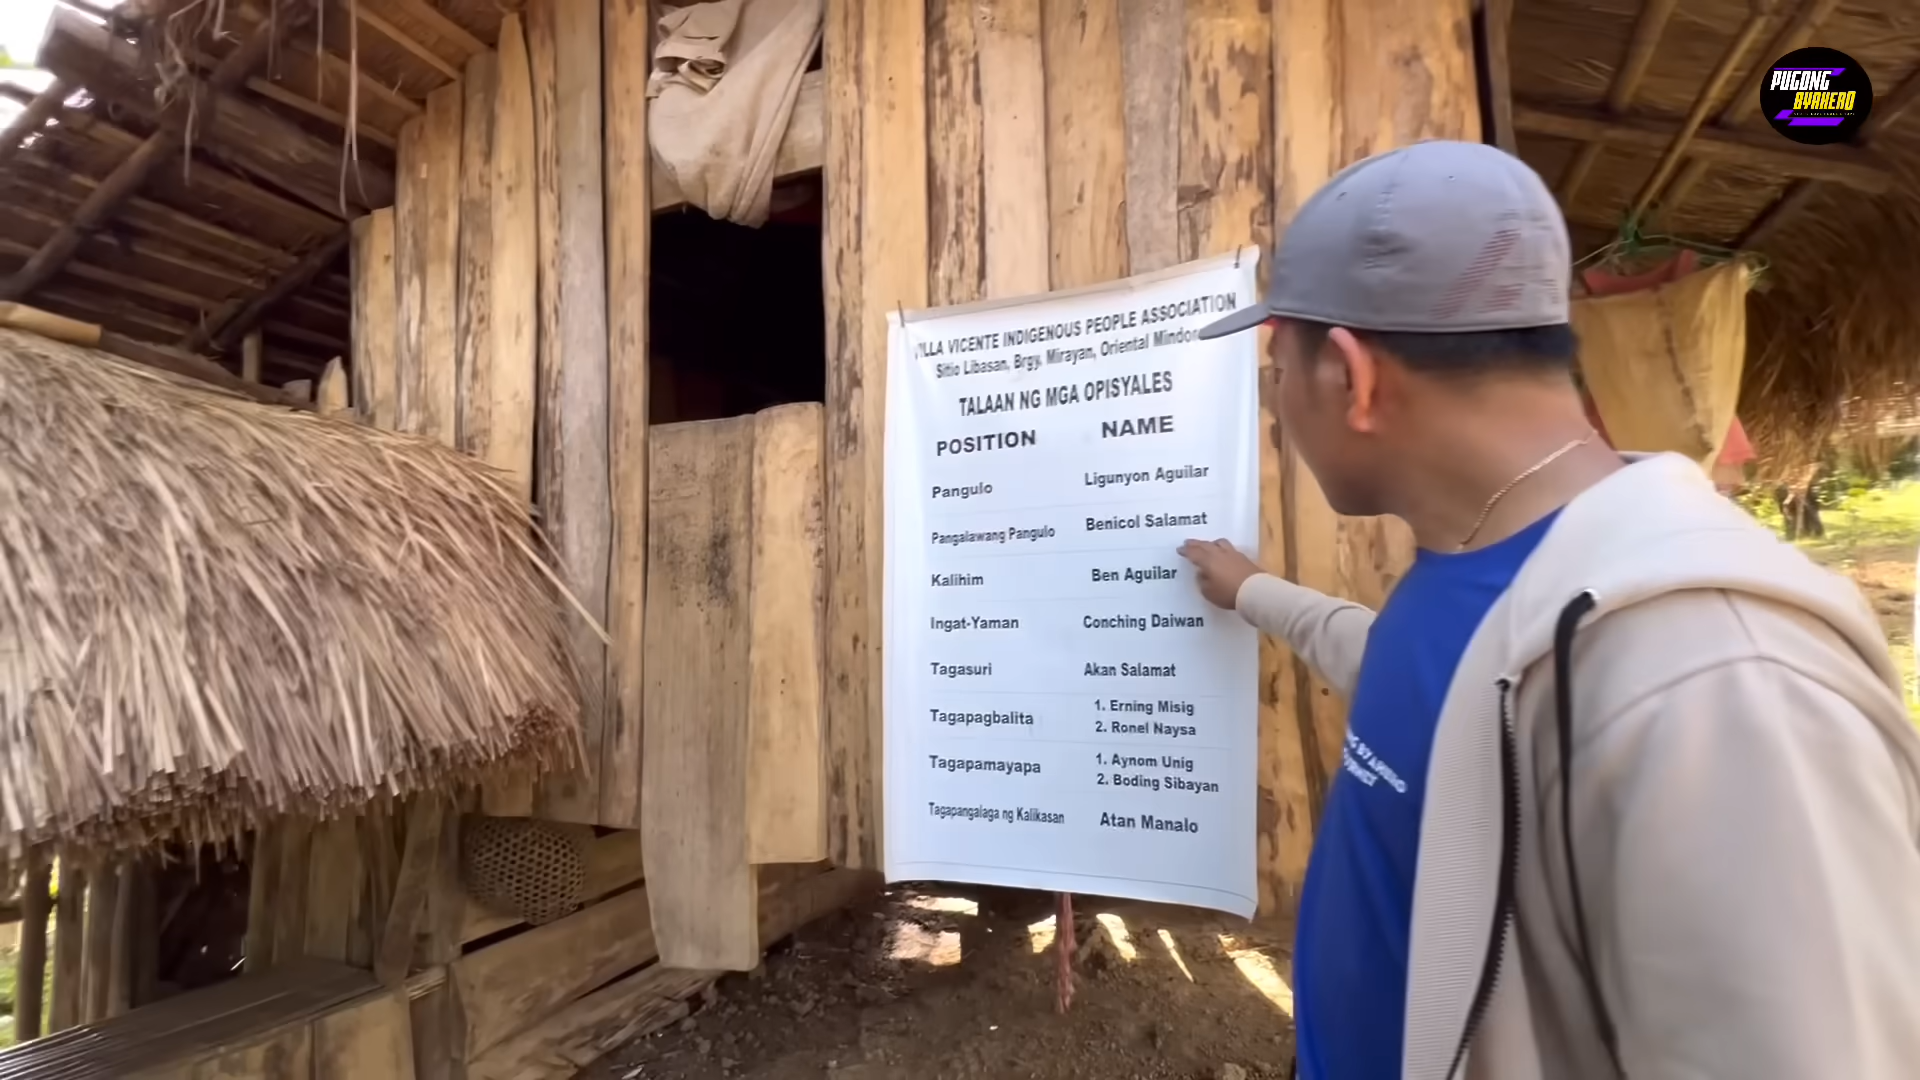 PUGONG
BYAHERO
VILLA VICENTE INDIGENOUS PEOPLE ASSOCIATION
Sitio Libasan, Brgy. Mirayan, Oriental Mindoro
TALAAN NG MGA OPISYALES
POSITION NAME
Pangulo Ligunyon Aguilar
Pangalawang Pangulo Benicol Salamat
Kalihim Ben Aguilar
Ingat-Yaman Conching Daiwan
Tagasuri Akan Salamat
Tagapagbalita 1. Erning Misig
2. Ronel Naysa
Tagapamayapa 1. Aynom Unig
2. Boding Sibayan
Tagapangalaga ng Kalikasan Atan Manalo